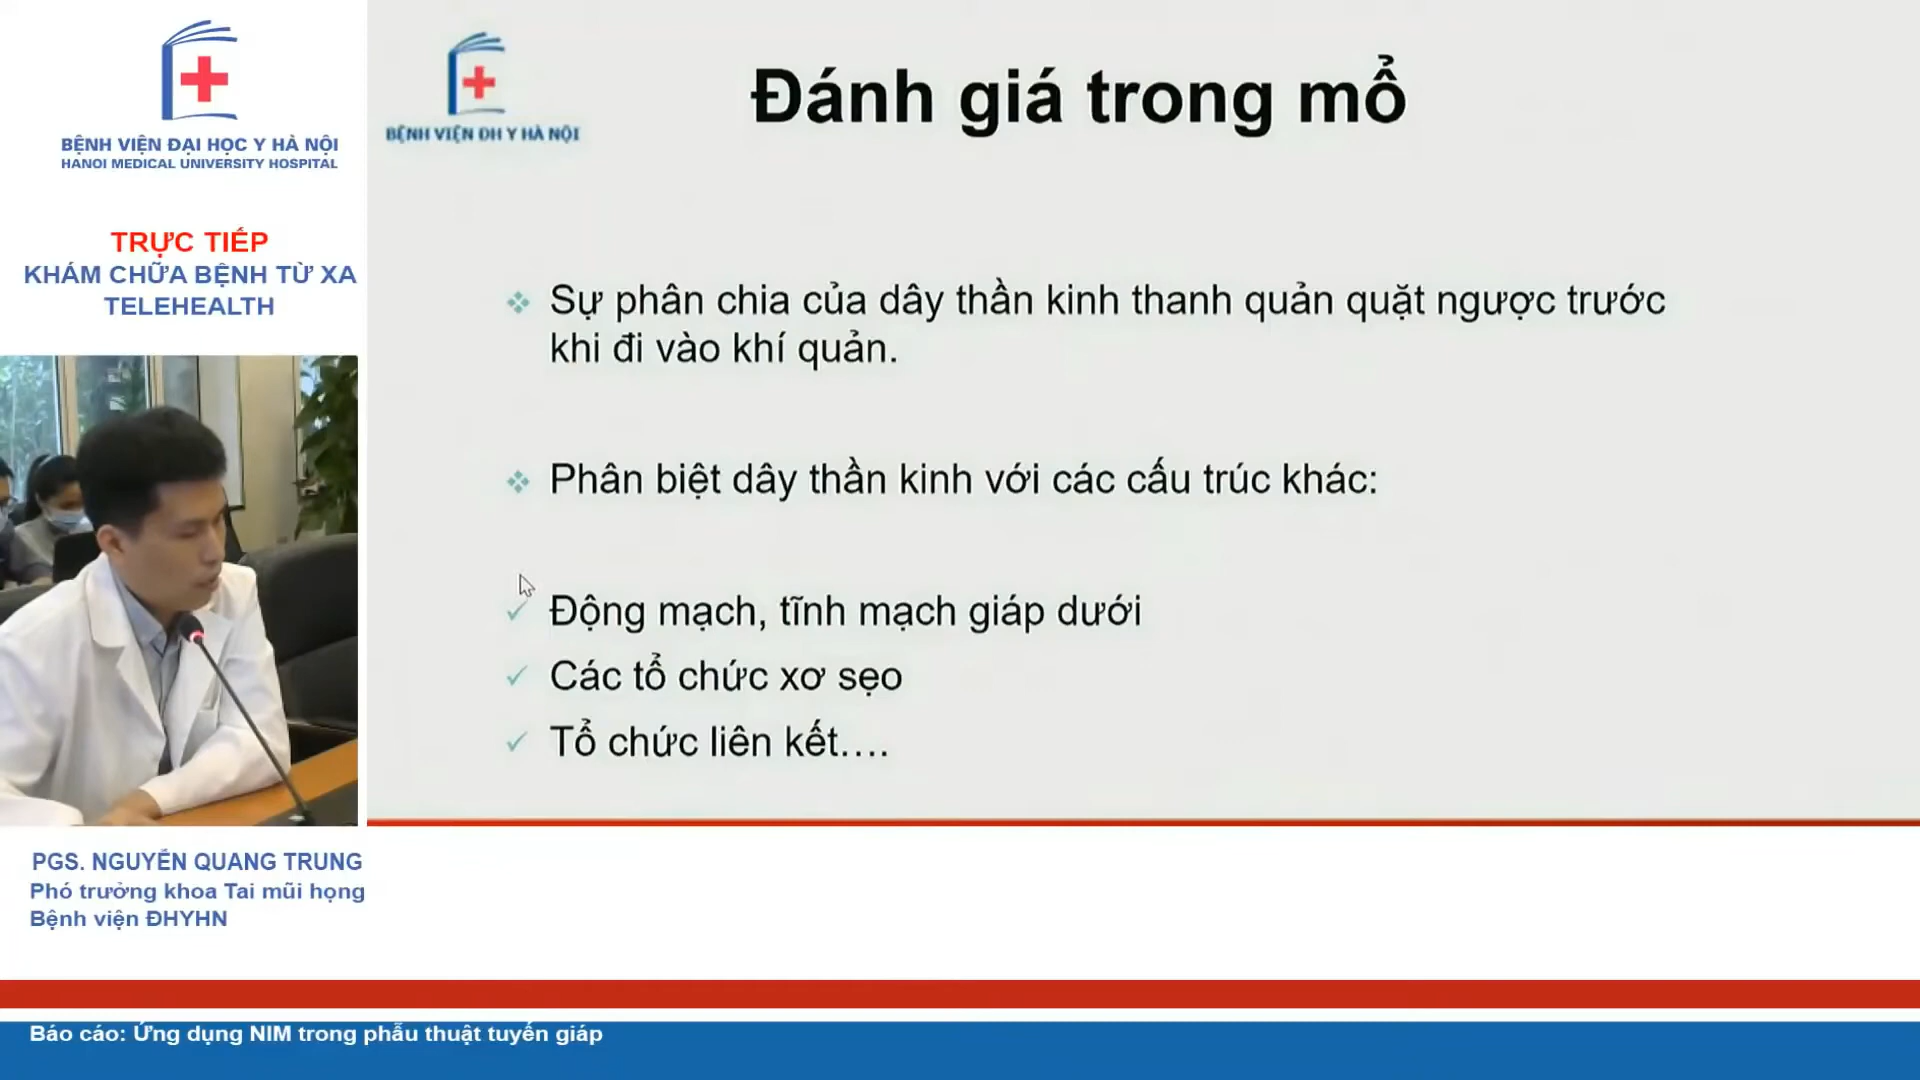 BỆNH VIỆN ĐẠI HỌC Y HÀ NỘI
HANOI MEDICAL UNIVERSITY HOSPITAL
TRỰC TIẾP
KHÁM CHỮA BỆNH TỪ XA
TELEHEALTH
BỆNH VIỆN ĐH Y HÀ NỘI
Đánh giá trong mổ
Sự phân chia của dây thần kinh thanh quản quặt ngược trước
khi đi vào khí quản.
Phân biệt dây thần kinh với các cấu trúc khác:
Động mạch, tĩnh mạch giáp dưới
Các tổ chức xơ sẹo
Tổ chức liên kết….
PGS. NGUYỄN QUANG TRUNG
Phó trưởng khoa Tai mũi họng
Bệnh viện ĐHYHN
Báo cáo: Ứng dụng NIM trong phẫu thuật tuyến giáp